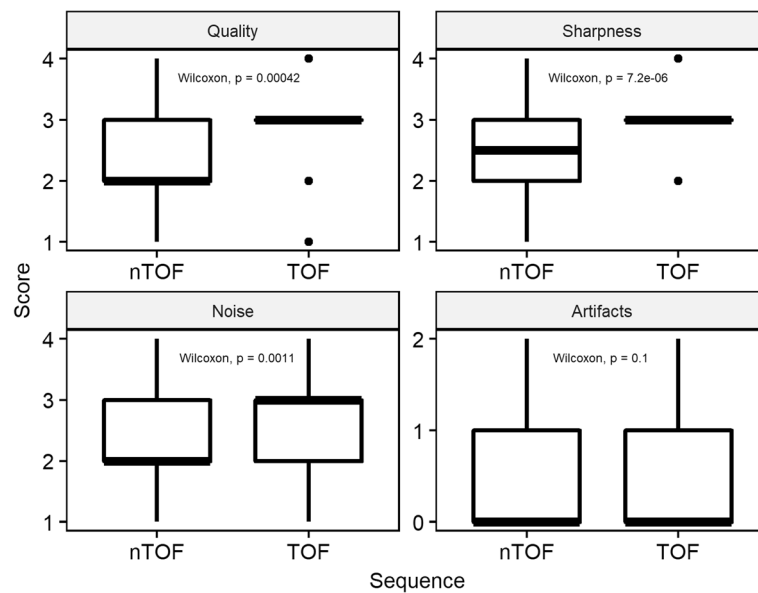 Quality
Sharpness
4
3
2
1
Wilcoxon, p = 0.00042
nTOF
TOF
4
3
2
1
Wilcoxon, p = 7.2e-06
nTOF
TOF
Score
Noise
Artifacts
4
3
2
1
Wilcoxon, p = 0.0011
nTOF
TOF
2
1
0
Wilcoxon, p = 0.1
nTOF
TOF
Sequence